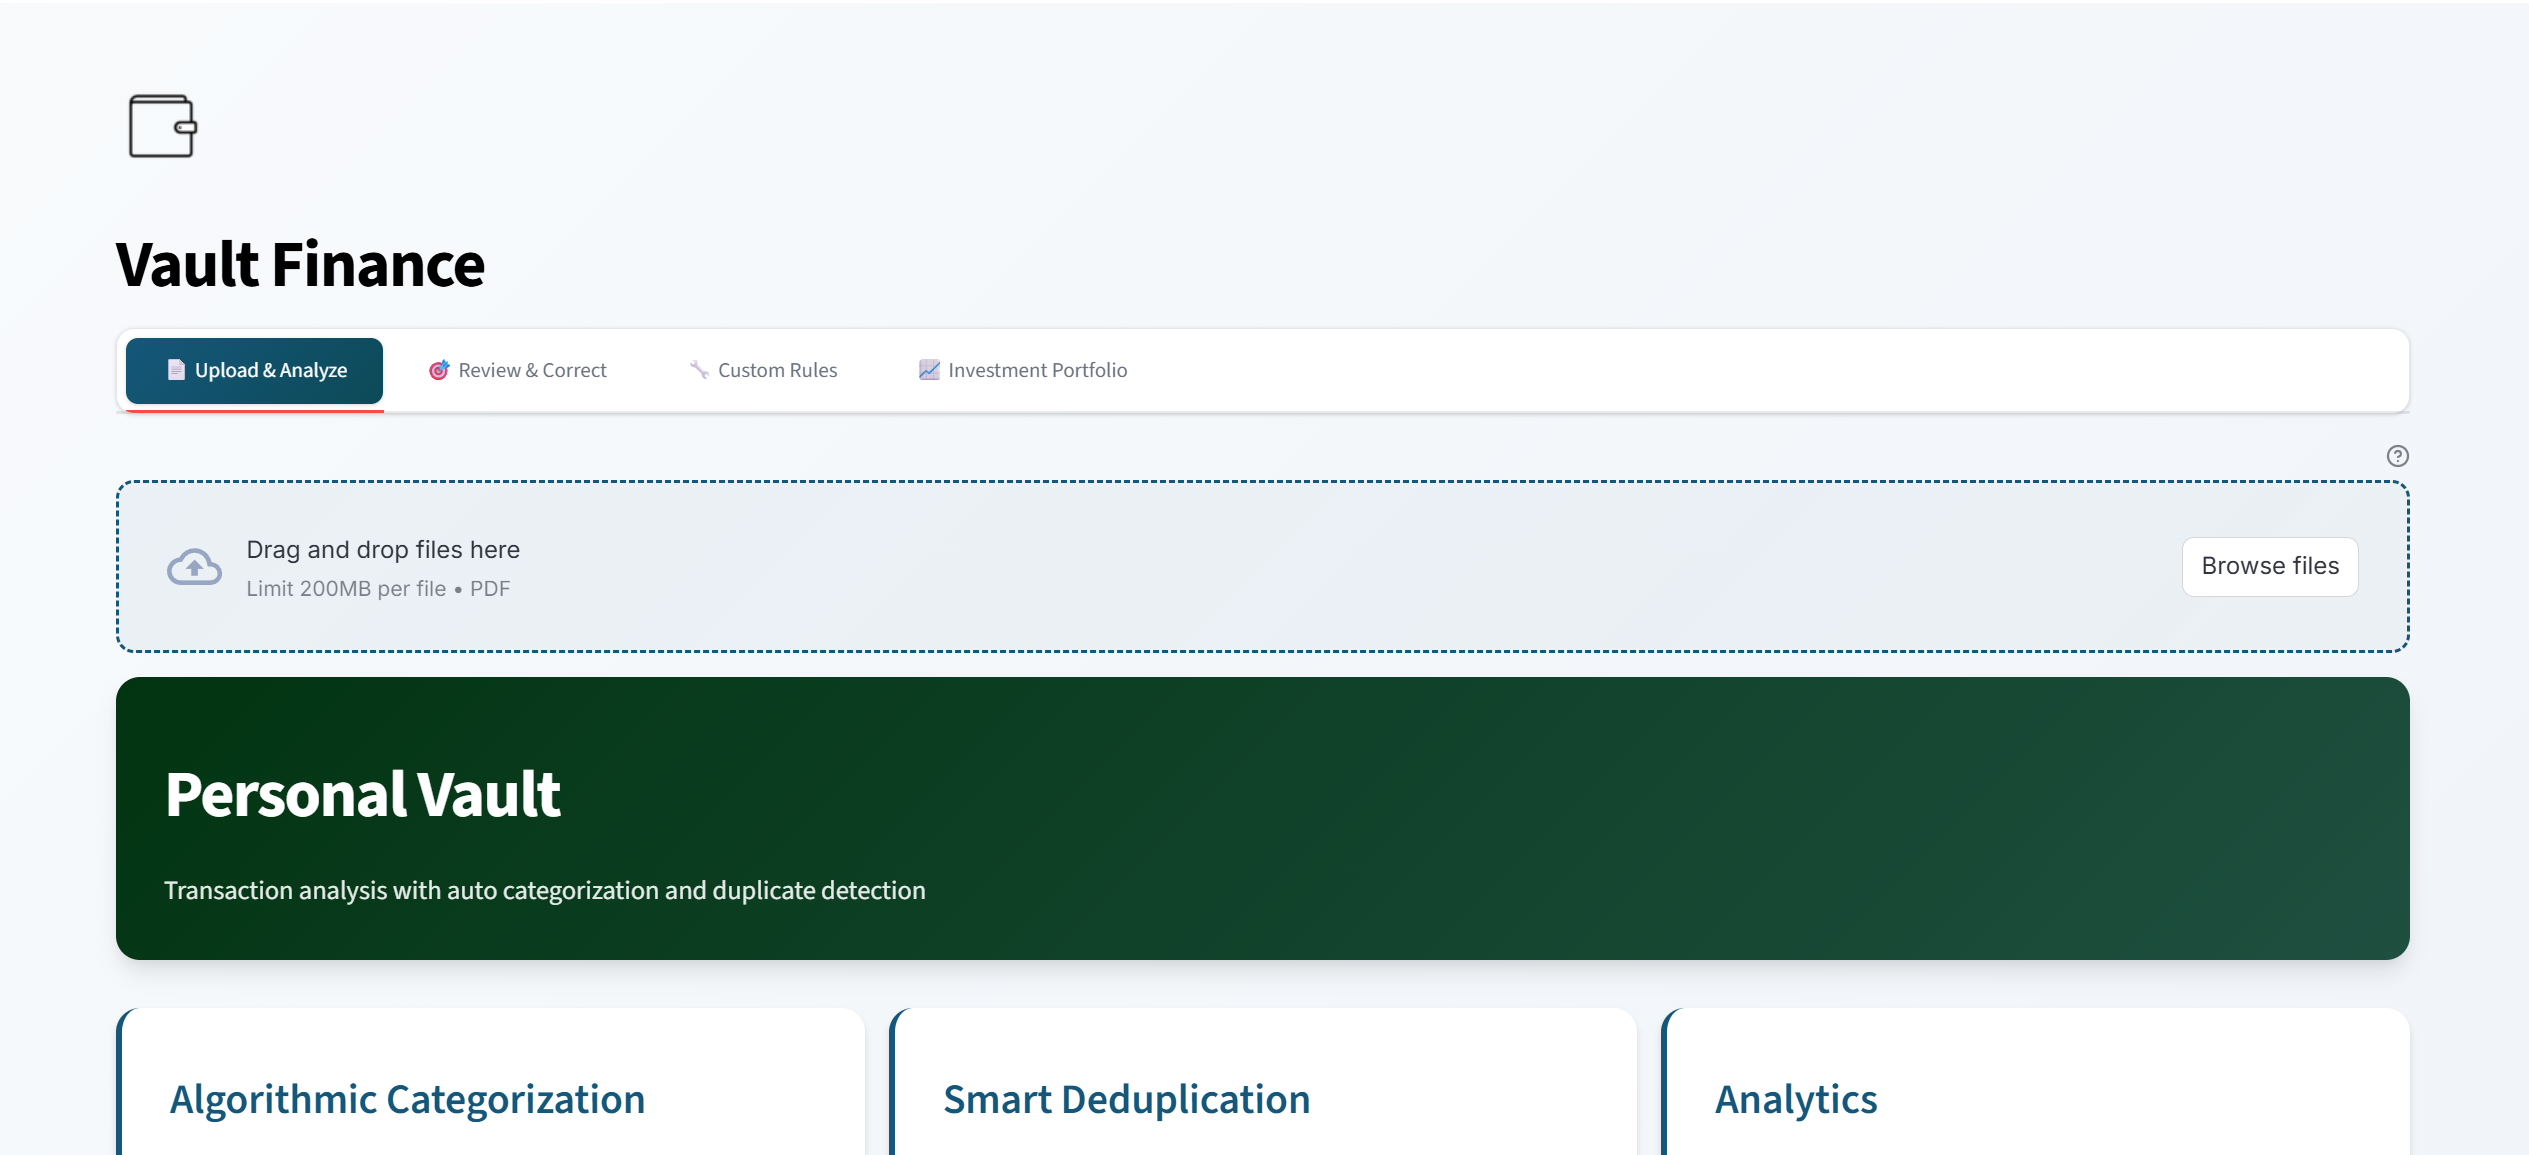 Vault Finance
Upload & Analyze
Review & Correct
Custom Rules
Investment Portfolio
?
Drag and drop files here
Limit 200MB per file • PDF
Browse files
Personal Vault
Transaction analysis with auto categorization and duplicate detection
Algorithmic Categorization
Smart Deduplication
Analytics